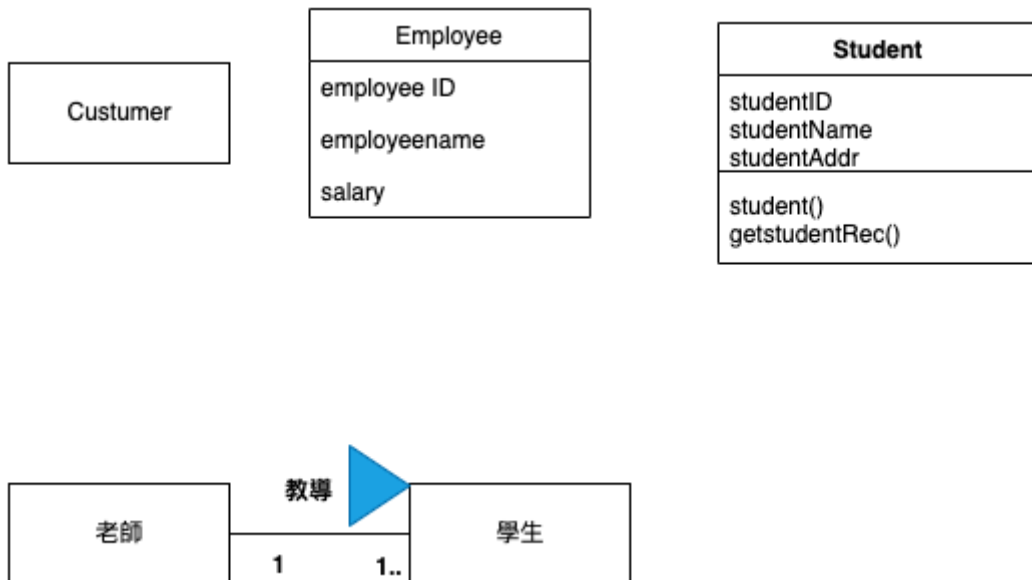 Custumer
Employee
employee ID
employeename
salary
Student
studentID
studentName
studentAddr
student()
getstudentRec()
老師
教導
1
1..
學生